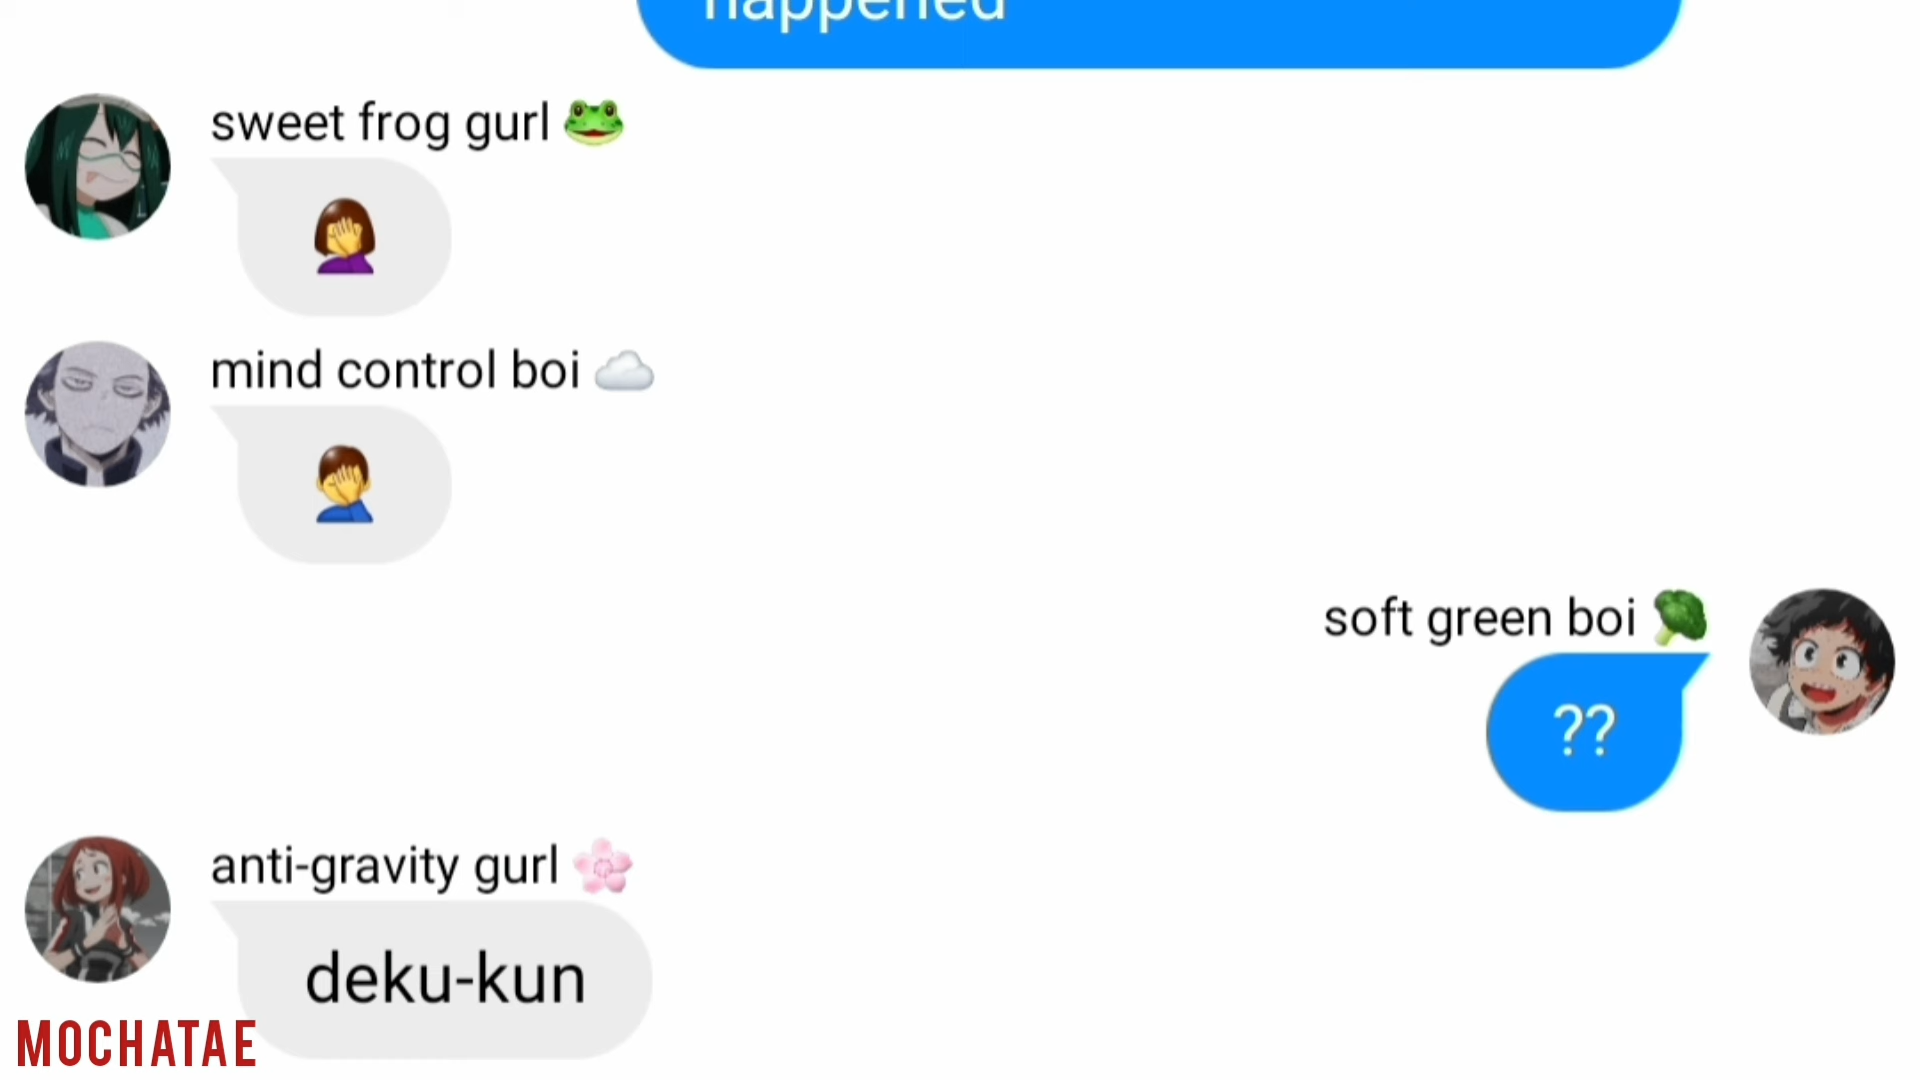 happened
sweet frog gurl 🐸
🤦‍♀️
mind control boi ☁️
🤦‍♂️
soft green boi 🥦
??
anti-gravity gurl 🌸
deku-kun
MOCHATAE